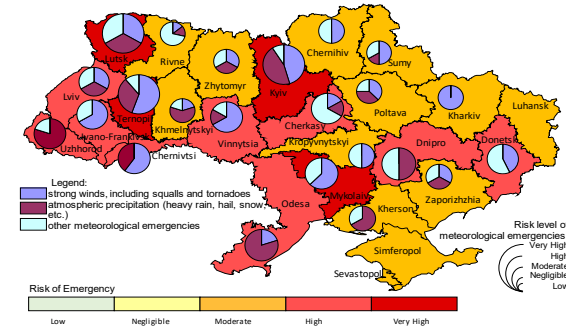 Chernihiv
Lutsk
Rivne
Sumy
Zhytomyr
Kyiv
Lviv
Poltava
Kharkiv
Luhansk
Ternopil
Khmelnytskyi
Cherkasy
Ivano-Frankivsk
Uzhhorod
Vinnytsia
Kropyvnytskyi
Dnipro
Donetsk
Chernivtsi
Legend:
strong winds, including squalls and tornadoes
atmospheric precipitation (heavy rain, hail, snow,
etc.)
other meteorological emergencies
Odesa
Mykolaiv
Kherson
Zaporizhzhia
Simferopol
Sevastopol
Risk level of
meteorological emergencies
Very High
High
Moderate
Negligible
Low
Risk of Emergency
Low Negligible Moderate High Very High